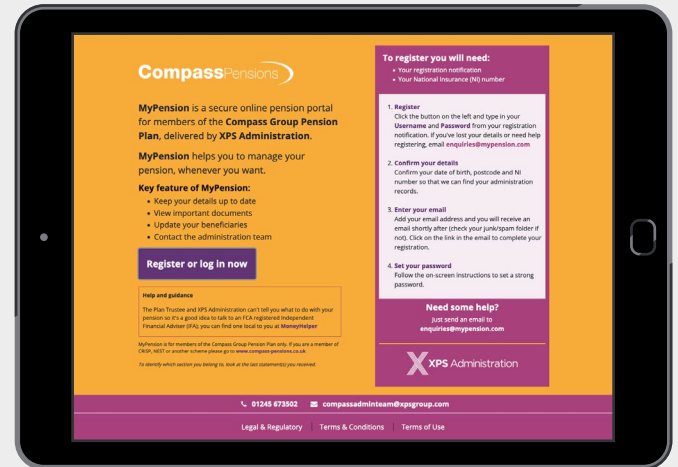 CompassPensions
MyPension is a secure online pension portal
for members of the Compass Group Pension
Plan, delivered by XPS Administration.
MyPension helps you to manage your
pension, whenever you want.
Key feature of MyPension:
• Keep your details up to date
• View important documents
• Update your beneficiaries
• Contact the administration team
Register or log in now
Help and guidance
The Plan Trustee and XPS Administration can't tell you what to do with your
pension so it's a good idea to talk to an FCA registered Independent
Financial Adviser (IFA); you can find one local to you at MoneyHelper
MyPension is for members of the Compass Group Pension Plan only. If you are a member of
CRISP, NEST or another scheme please go to www.compass-pensions.co.uk
To identify which section you belong to, look at the last statement(s) you received.
To register you will need:
• Your registration notification
• Your National Insurance (NI) number
1. Register
Click the button on the left and type in your
Username and Password from your registration
notification. If you've lost your details or need help
registering, email enquiries@mypension.com
2. Confirm your details
Confirm your date of birth, postcode and NI
number so that we can find your administration
records.
3. Enter your email
Add your email address and you will receive an
email shortly after (check your junk/spam folder if
not). Click on the link in the email to complete your
registration.
4. Set your password
Follow the on-screen instructions to set a strong
password.
Need some help?
Just send an email to
enquiries@mypension.com
XPS Administration
01245 673502 compassadminteam@xpsgroup.com
Legal & Regulatory Terms & Conditions Terms of Use